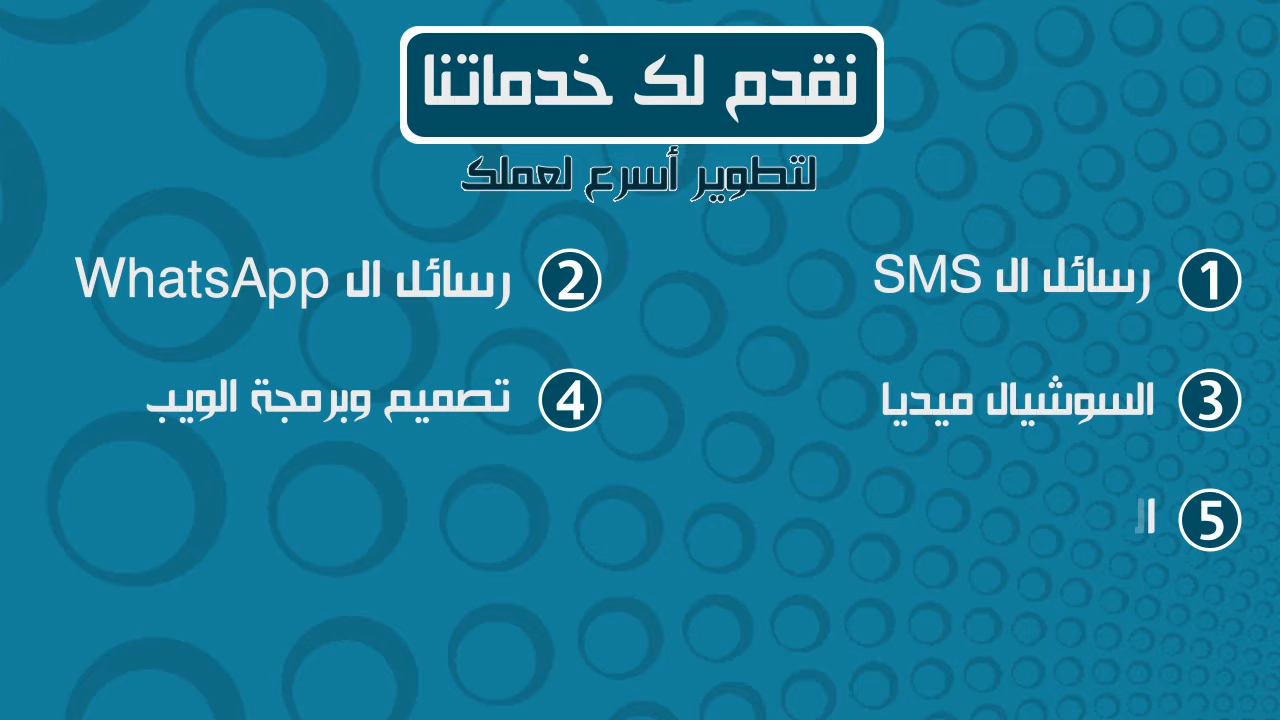 نقدم لك خدماتنا
لتطوير أسرع لعملك
1 رسائل ال SMS
2 رسائل ال WhatsApp
3 السوشيال ميديا
4 تصميم وبرمجة الويب
5